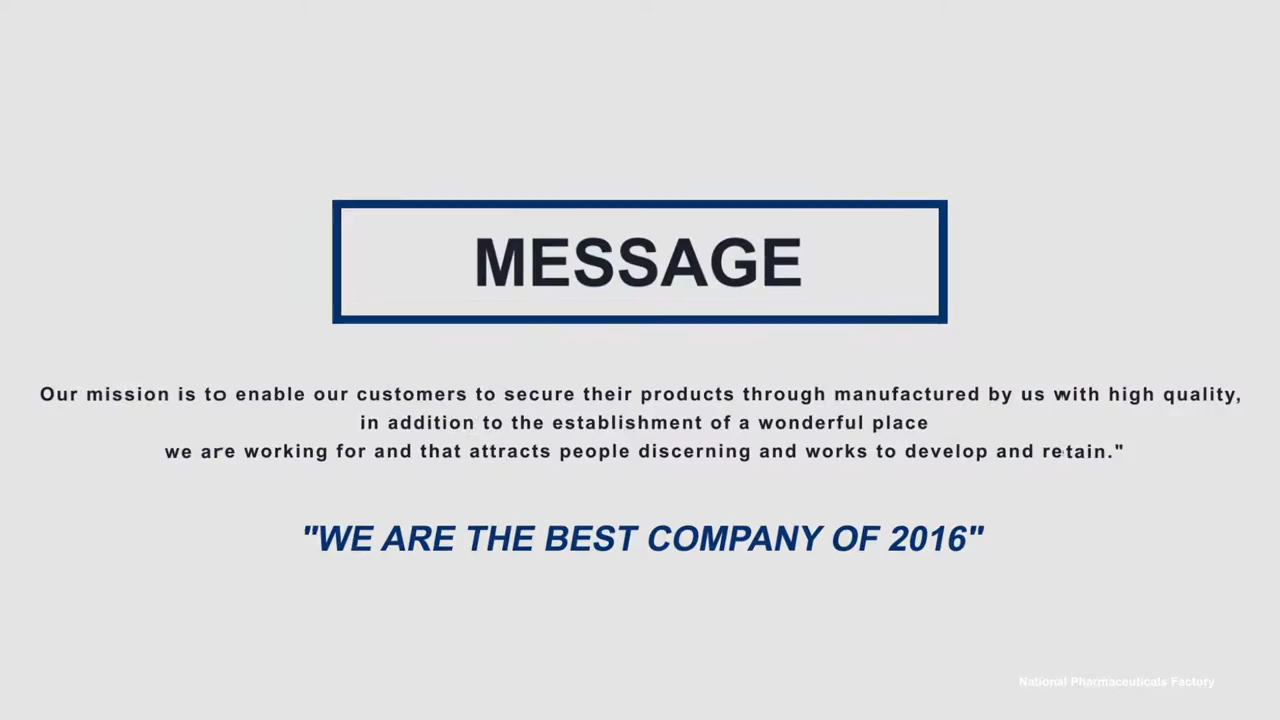 MESSAGE
Our mission is to enable our customers to secure their products through manufactured by us with high quality,
in addition to the establishment of a wonderful place
we are working for and that attracts people discerning and works to develop and retain."
"WE ARE THE BEST COMPANY OF 2016"
National Pharmaceuticals Factory